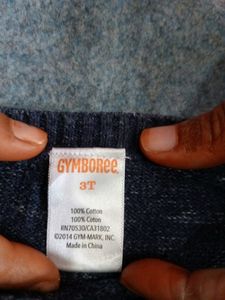 GYMBORee
3T
100% Cotton
100% Coton
RN70530/CA31802
©2014 GYM-MARK, INC.
Made in China